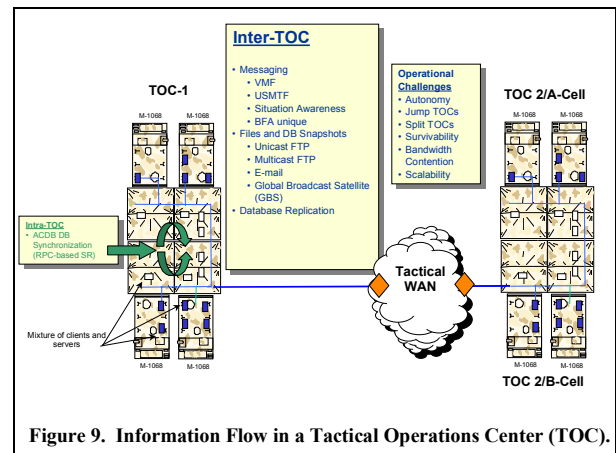 Inter-TOC
• Messaging
• VMF
• USMTF
• Situation Awareness
• BFA unique
• Files and DB Snapshots
• Unicast FTP
• Multicast FTP
• E-mail
• Global Broadcast Satellite
(GBS)
• Database Replication
Operational
Challenges
• Autonomy
• Jump TOCs
• Split TOCs
• Survivability
• Bandwidth
Contention
• Scalability
TOC-1
M-1068
M-1068
Intra-TOC
• ACDB DB
Synchronization
(RPC-based SR)
Mixture of clients and
servers
M-1068
M-1068
Tactical
WAN
TOC 2/A-Cell
M-1068
M-1068
M-1068
M-1068
TOC 2/B-Cell
Figure 9. Information Flow in a Tactical Operations Center (TOC).